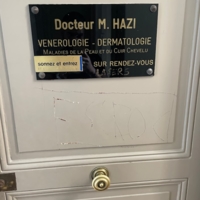 Docteur M. HAZI
VENEROLOGIE - DERMATOLOGIE
MALADIES DE LA PEAU ET DU CUIR CHEVELU
sonnez et entrez
SUR RENDEZ-VOUS